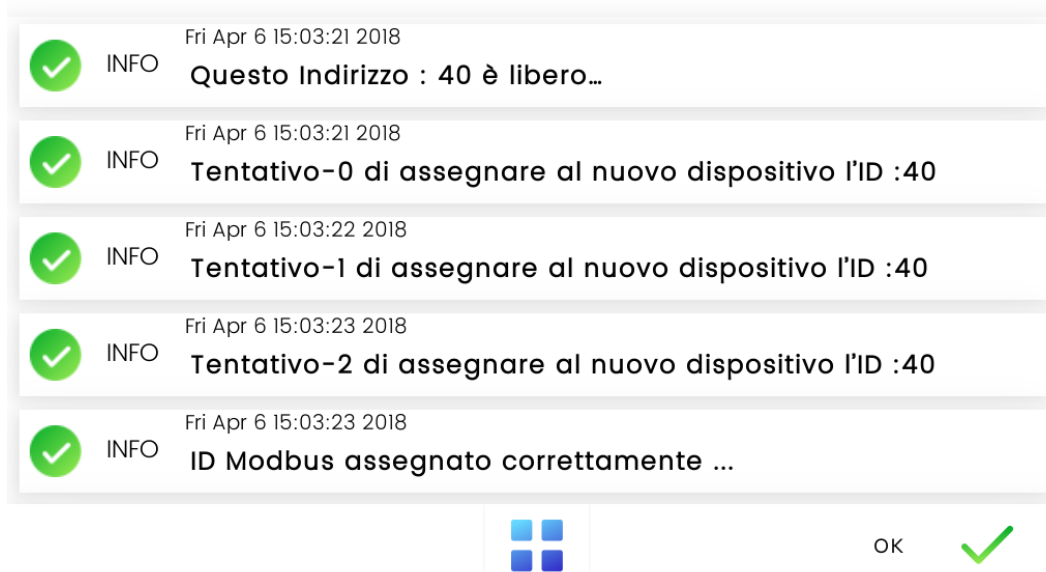 Fri Apr 6 15:03:21 2018
INFO
Questo Indirizzo : 40 è libero...
Fri Apr 6 15:03:21 2018
INFO
Tentativo-0 di assegnare al nuovo dispositivo l'ID :40
Fri Apr 6 15:03:22 2018
INFO
Tentativo-1 di assegnare al nuovo dispositivo l'ID :40
Fri Apr 6 15:03:23 2018
INFO
Tentativo-2 di assegnare al nuovo dispositivo l'ID :40
Fri Apr 6 15:03:23 2018
INFO
ID Modbus assegnato correttamente ...
OK